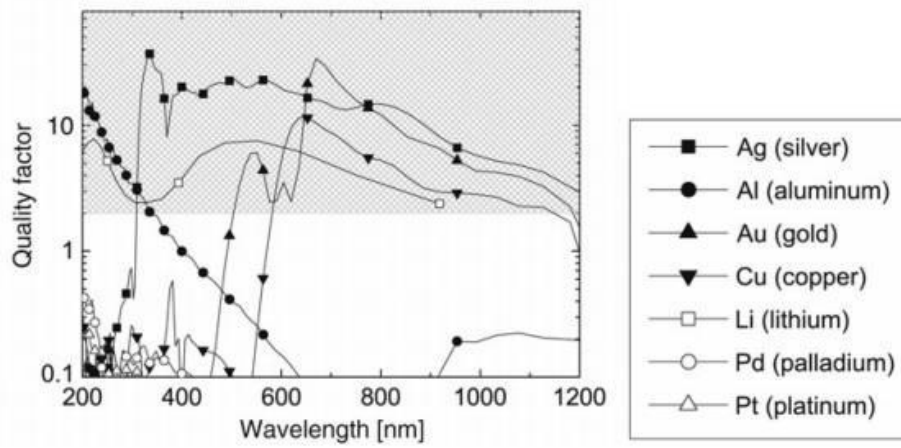 Quality factor
10
1
0.1
200
400
600
800
1000
1200
Wavelength [nm]
Ag (silver)
Al (aluminum)
Au (gold)
Cu (copper)
Li (lithium)
Pd (palladium)
Pt (platinum)